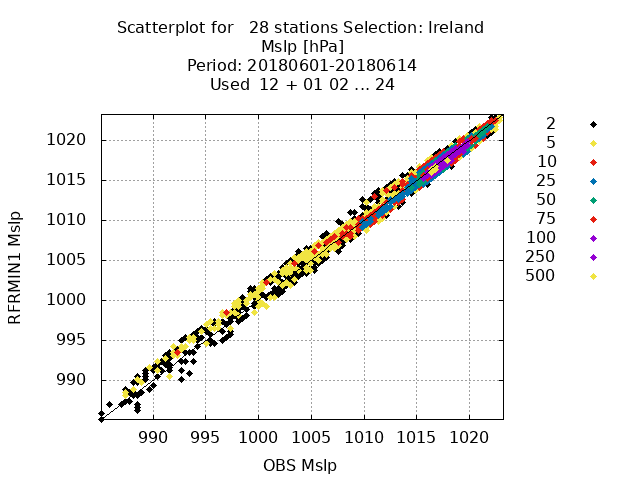 Scatterplot for 28 stations Selection: Ireland
Mslp [hPa]
Period: 20180601-20180614
Used 12 + 01 02 ... 24
2
5
10
25
50
75
100
250
500
1020
1015
1010
1005
1000
995
990
RFRMIN1 Mslp
990 995 1000 1005 1010 1015 1020
OBS Mslp